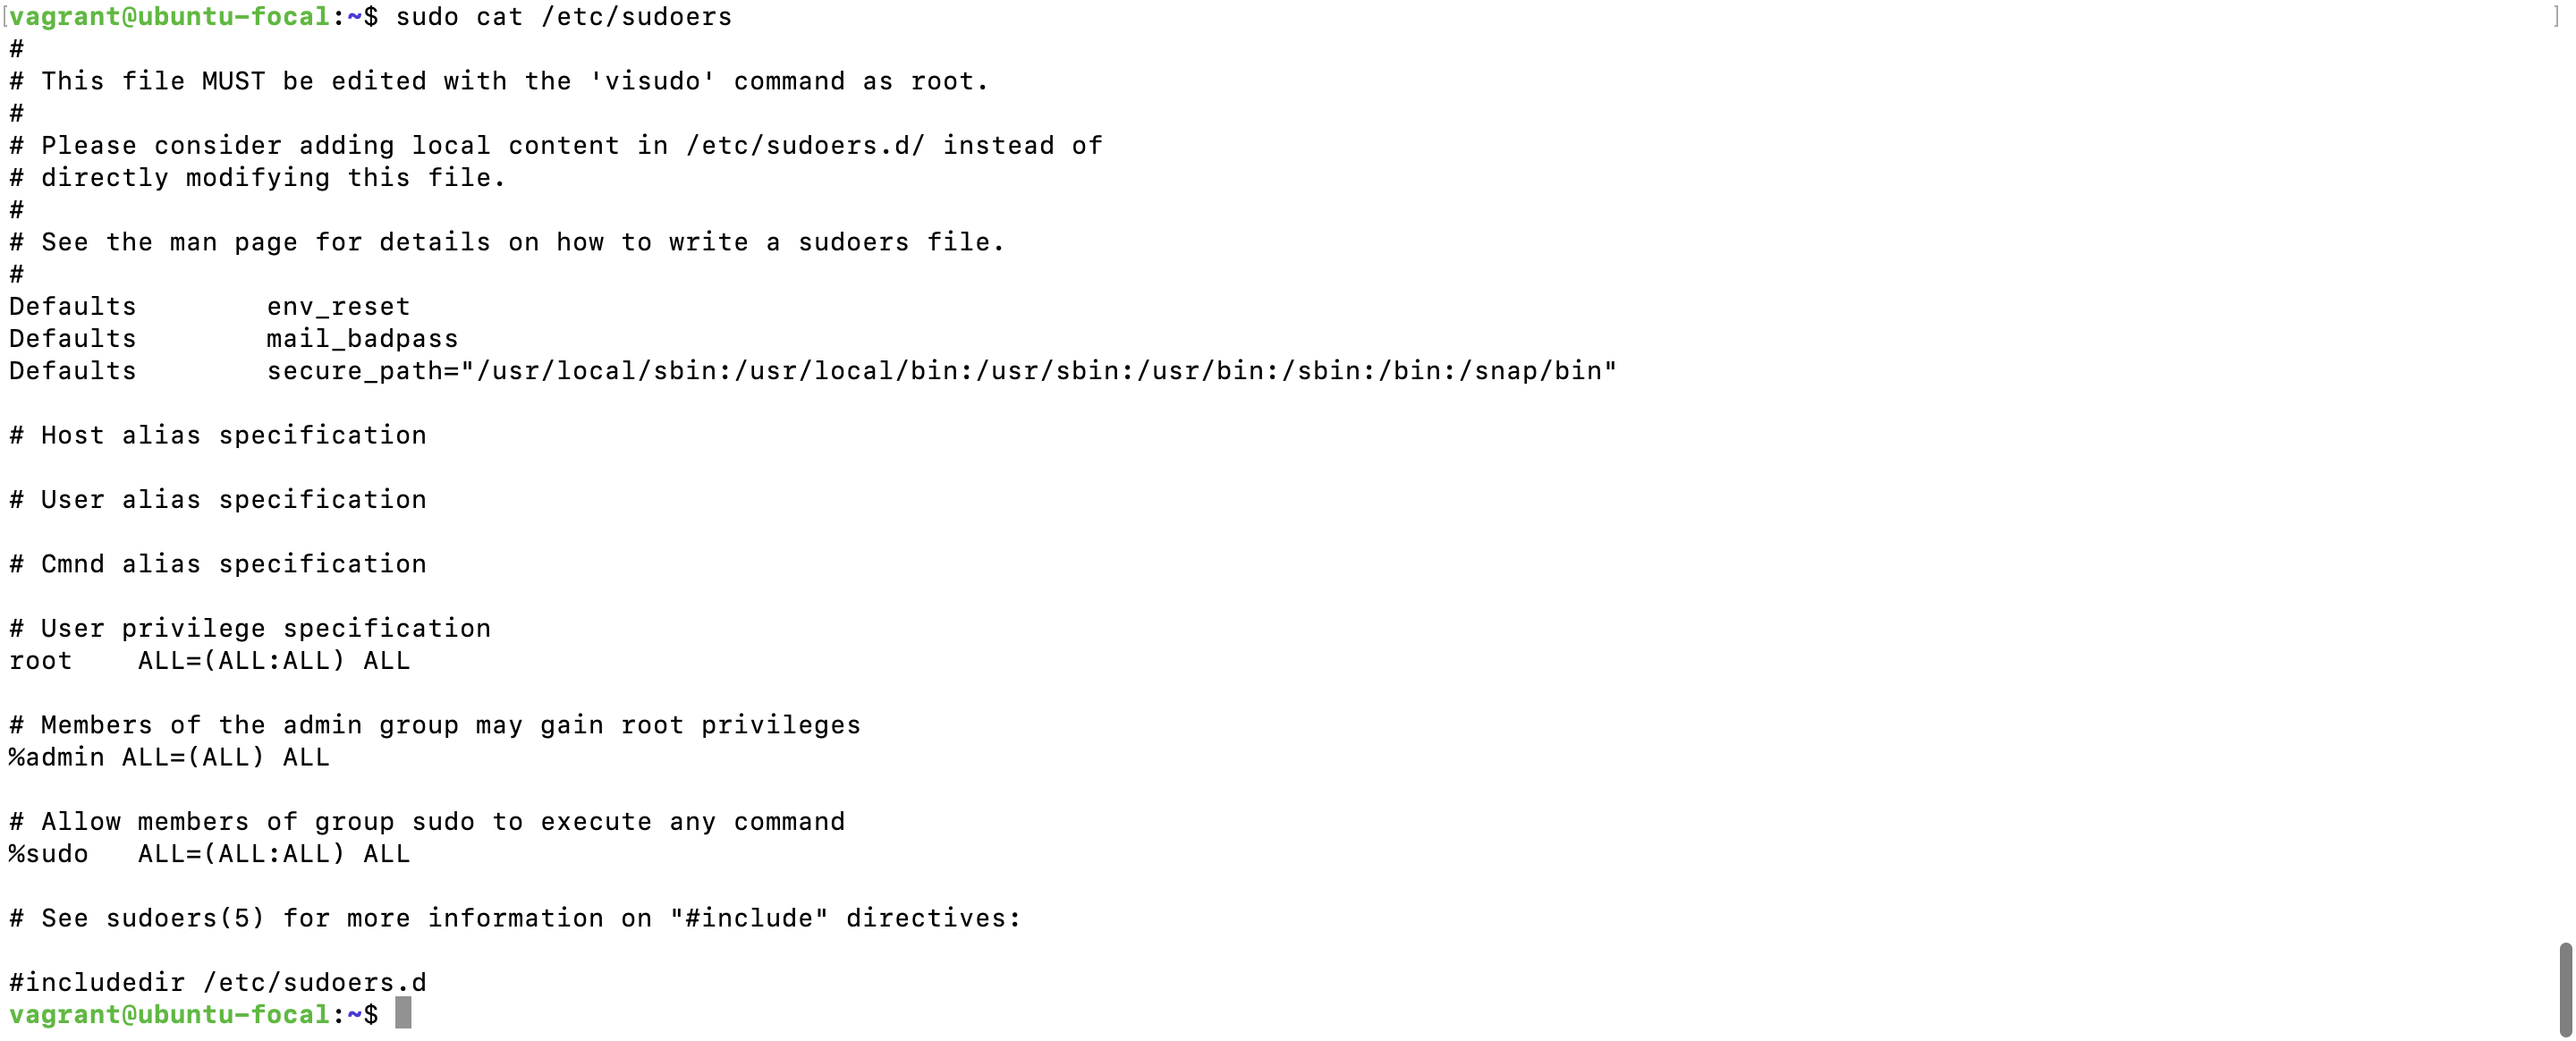 vagrant@ubuntu-focal:~$ sudo cat /etc/sudoers
#
# This file MUST be edited with the 'visudo' command as root.
#
# Please consider adding local content in /etc/sudoers.d/ instead of
# directly modifying this file.
#
# See the man page for details on how to write a sudoers file.
#
Defaults        env_reset
Defaults        mail_badpass
Defaults        secure_path="/usr/local/sbin:/usr/local/bin:/usr/sbin:/usr/bin:/sbin:/bin:/snap/bin"

# Host alias specification

# User alias specification

# Cmnd alias specification

# User privilege specification
root    ALL=(ALL:ALL) ALL

# Members of the admin group may gain root privileges
%admin ALL=(ALL) ALL

# Allow members of group sudo to execute any command
%sudo   ALL=(ALL:ALL) ALL

# See sudoers(5) for more information on "#include" directives:

#includedir /etc/sudoers.d
vagrant@ubuntu-focal:~$